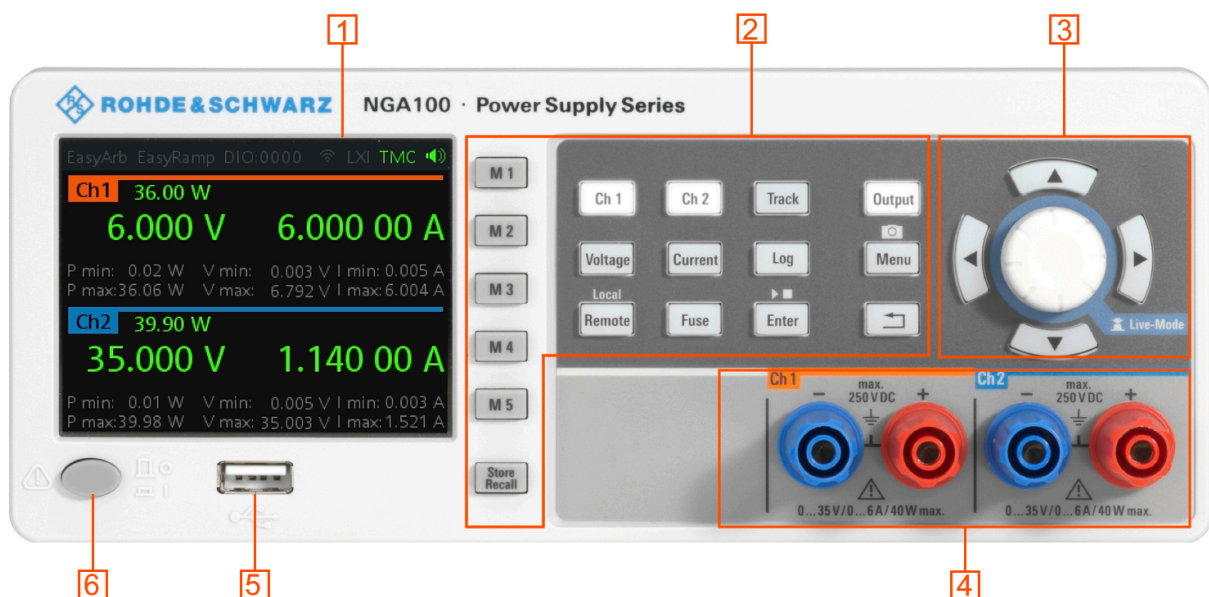 1
2
3
R&S ROHDE & SCHWARZ NGA100 · Power Supply Series
EasyArb EasyRamp DIO:0000 LXI TMC
Ch1 36.00 W
6.000 V 6.000 00 A
P min: 0.02 W V min: 0.003 V I min: 0.005 A
P max:36.06 W V max: 6.792 V I max:6.004 A
Ch2 39.90 W
35.000 V 1.140 00 A
P min: 0.01 W V min: 0.005 V I min: 0.003 A
P max:39.98 W V max: 35.003 V I max:1.521 A
M 1
M 2
M 3
M 4
M 5
Store
Recall
Ch 1 Ch 2 Track Output
Voltage Current Log Menu
Local
Remote Fuse Enter
Live-Mode
Ch 1
max.
250 V DC
− +
0...35 V / 0...6 A / 40 W max.
Ch 2
max.
250 V DC
− +
0...35 V / 0...6 A / 40 W max.
6
5
4